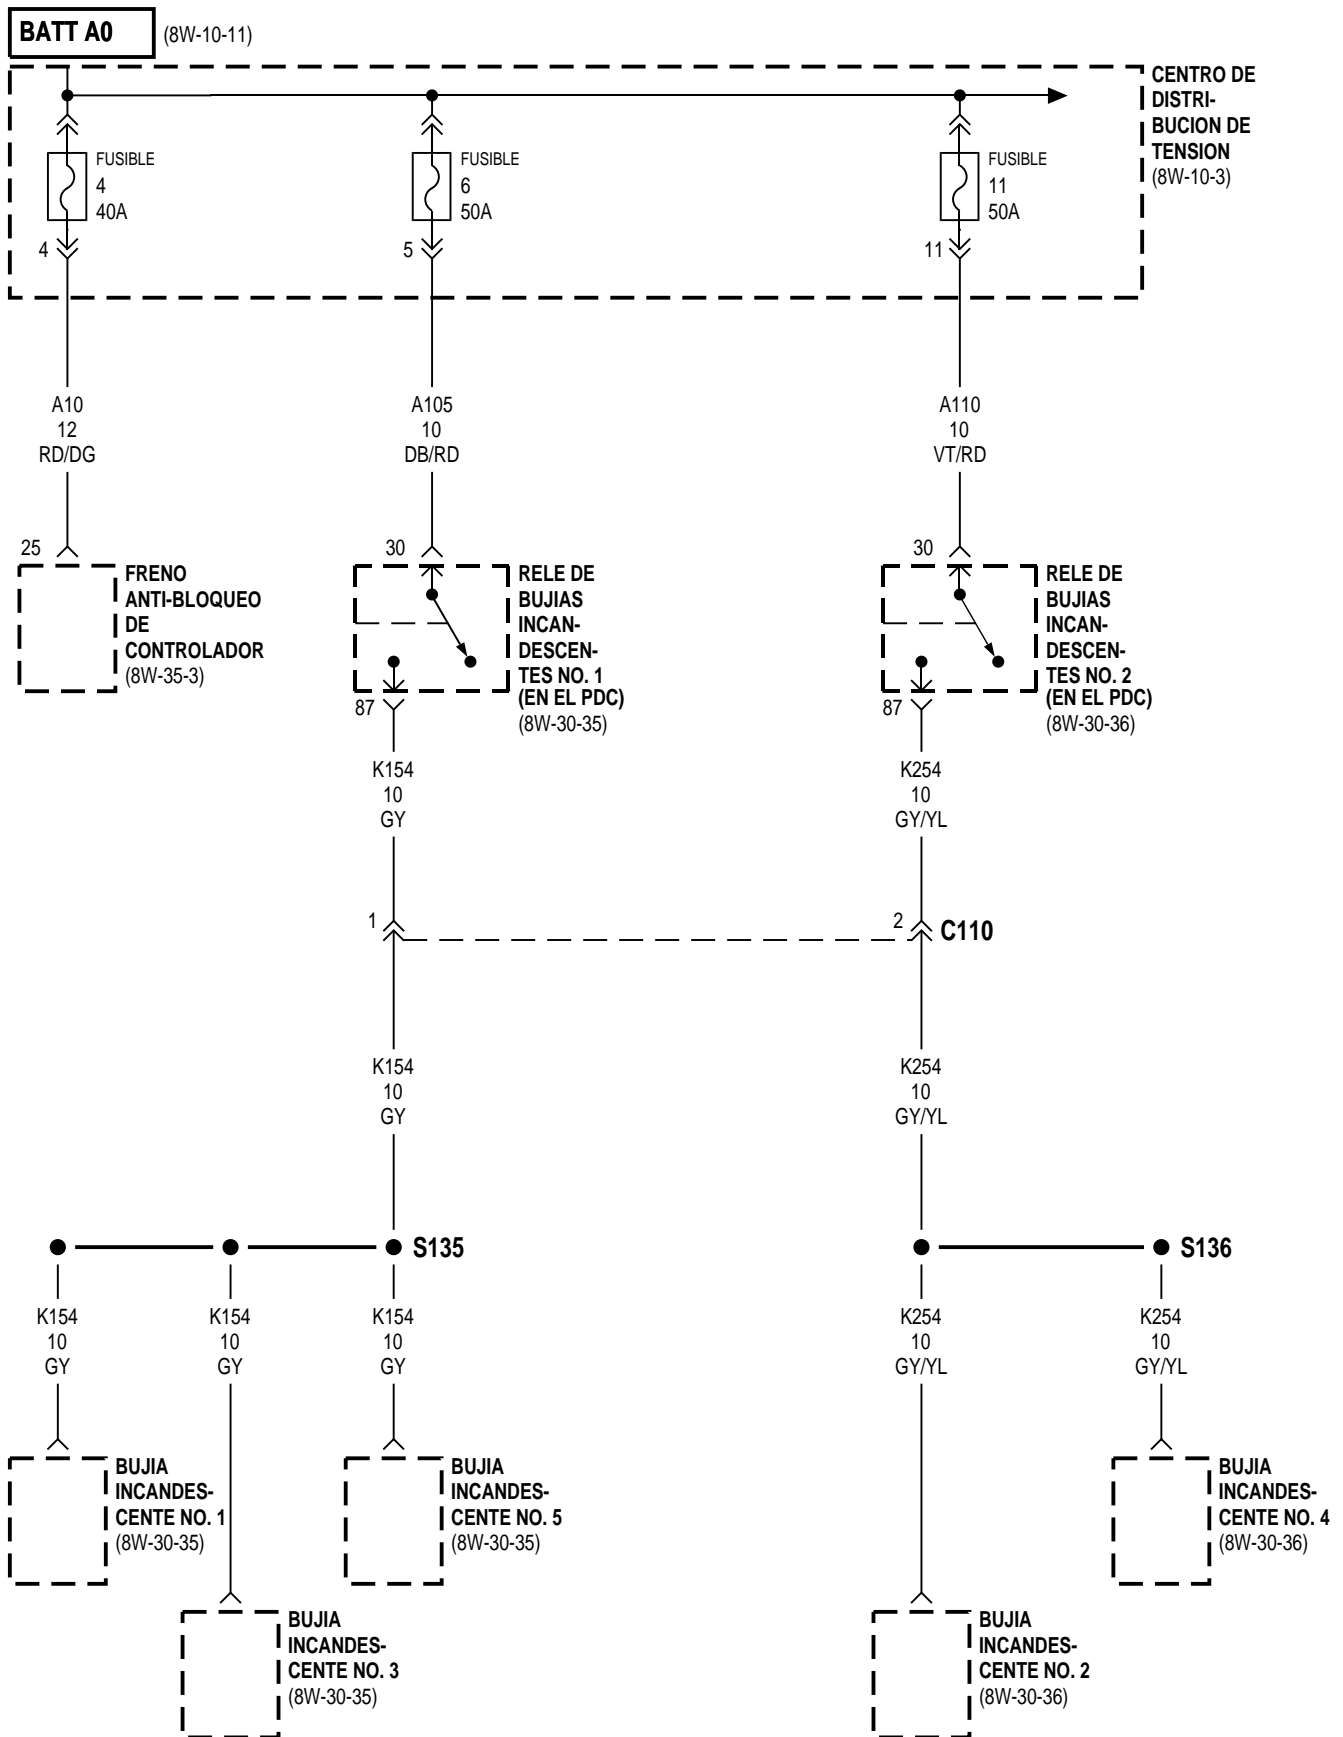 BATT A0 (8W-10-11)
CENTRO DE
DISTRI-
BUCION DE
TENSION
(8W-10-3)
FUSIBLE
4
40A
4
FUSIBLE
6
50A
5
FUSIBLE
11
50A
11
A10
12
RD/DG
A105
10
DB/RD
A110
10
VT/RD
25
FRENO
ANTI-BLOQUEO
DE
CONTROLADOR
(8W-35-3)
30
RELE DE
BUJIAS
INCAN-
DESCEN-
TES NO. 1
(EN EL PDC)
(8W-30-35)
87
30
RELE DE
BUJIAS
INCAN-
DESCEN-
TES NO. 2
(EN EL PDC)
(8W-30-36)
87
K154
10
GY
K254
10
GY/YL
1
2
C110
K154
10
GY
K254
10
GY/YL
S135
S136
K154
10
GY
K154
10
GY
K154
10
GY
K254
10
GY/YL
K254
10
GY/YL
BUJIA
INCANDES-
CENTE NO. 1
(8W-30-35)
BUJIA
INCANDES-
CENTE NO. 5
(8W-30-35)
BUJIA
INCANDES-
CENTE NO. 4
(8W-30-36)
BUJIA
INCANDES-
CENTE NO. 3
(8W-30-35)
BUJIA
INCANDES-
CENTE NO. 2
(8W-30-36)